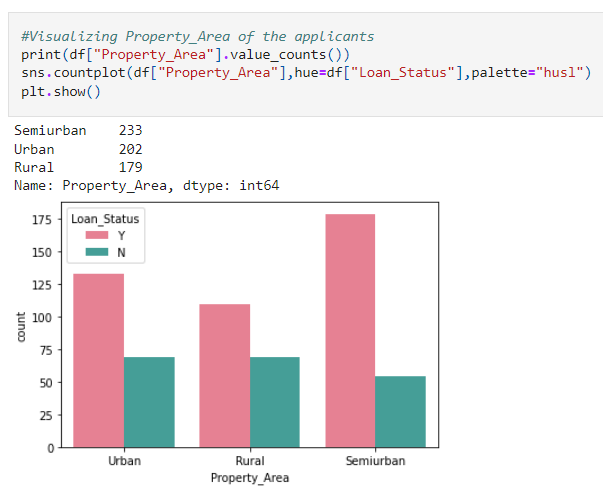 #Visualizing Property_Area of the applicants
print(df["Property_Area"].value_counts())
sns.countplot(df["Property_Area"],hue=df["Loan_Status"],palette="husl")
plt.show()
Semiurban    233
Urban        202
Rural        179
Name: Property_Area, dtype: int64
Loan_Status
Y
N
175
150
125
100
75
50
25
0
count
Urban
Rural
Semiurban
Property_Area